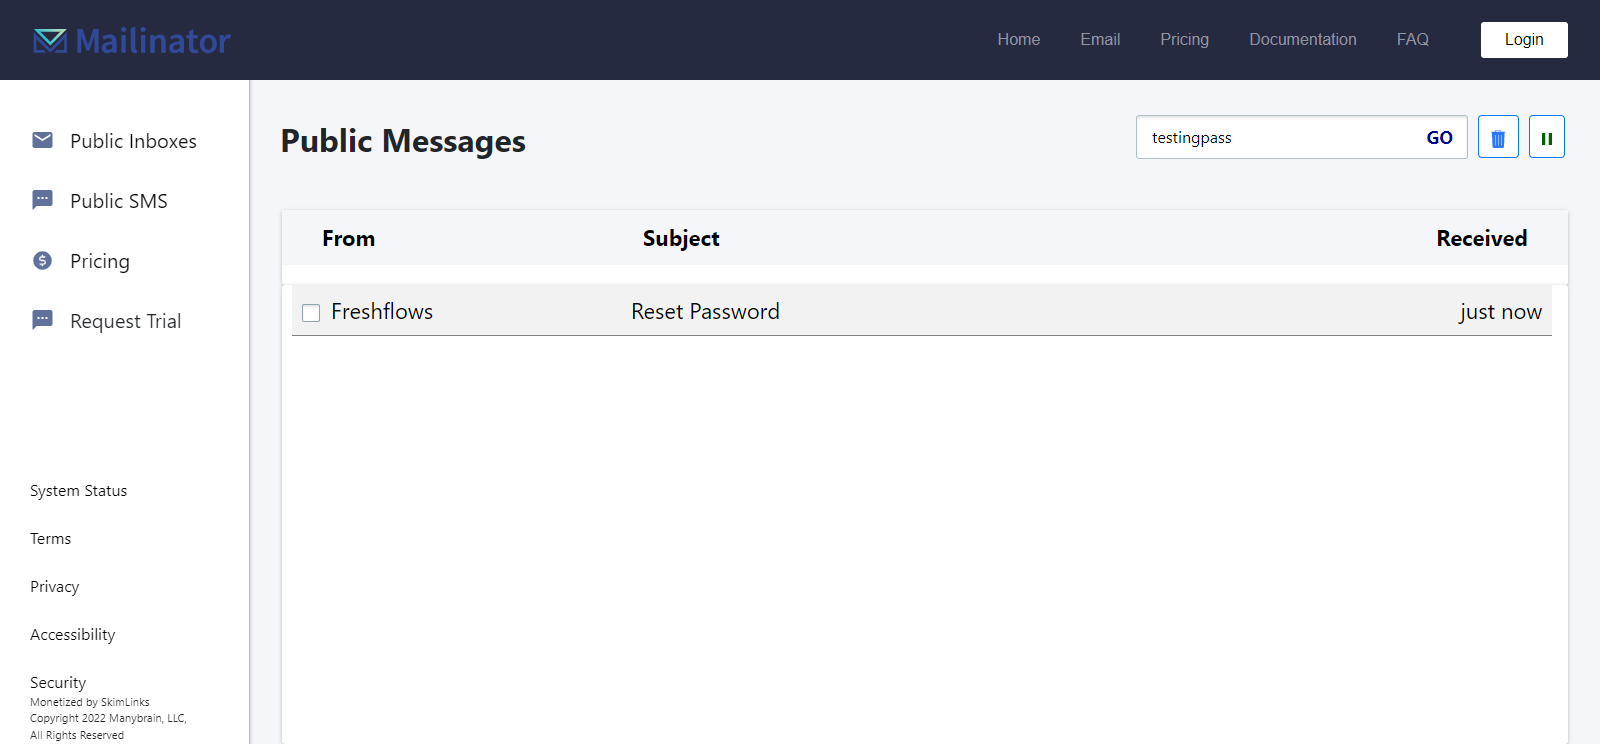 Mailinator
Home Email Pricing Documentation FAQ Login
Public Inboxes
Public SMS
Pricing
Request Trial
System Status
Terms
Privacy
Accessibility
Security
Monetized by SkimLinks
Copyright 2022 Manybrain, LLC,
All Rights Reserved
Public Messages
testingpass GO
From Subject Received
Freshflows Reset Password just now